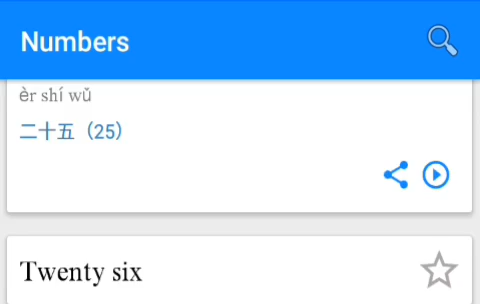 Numbers
èr shí wǔ
二十五（25）
Twenty six